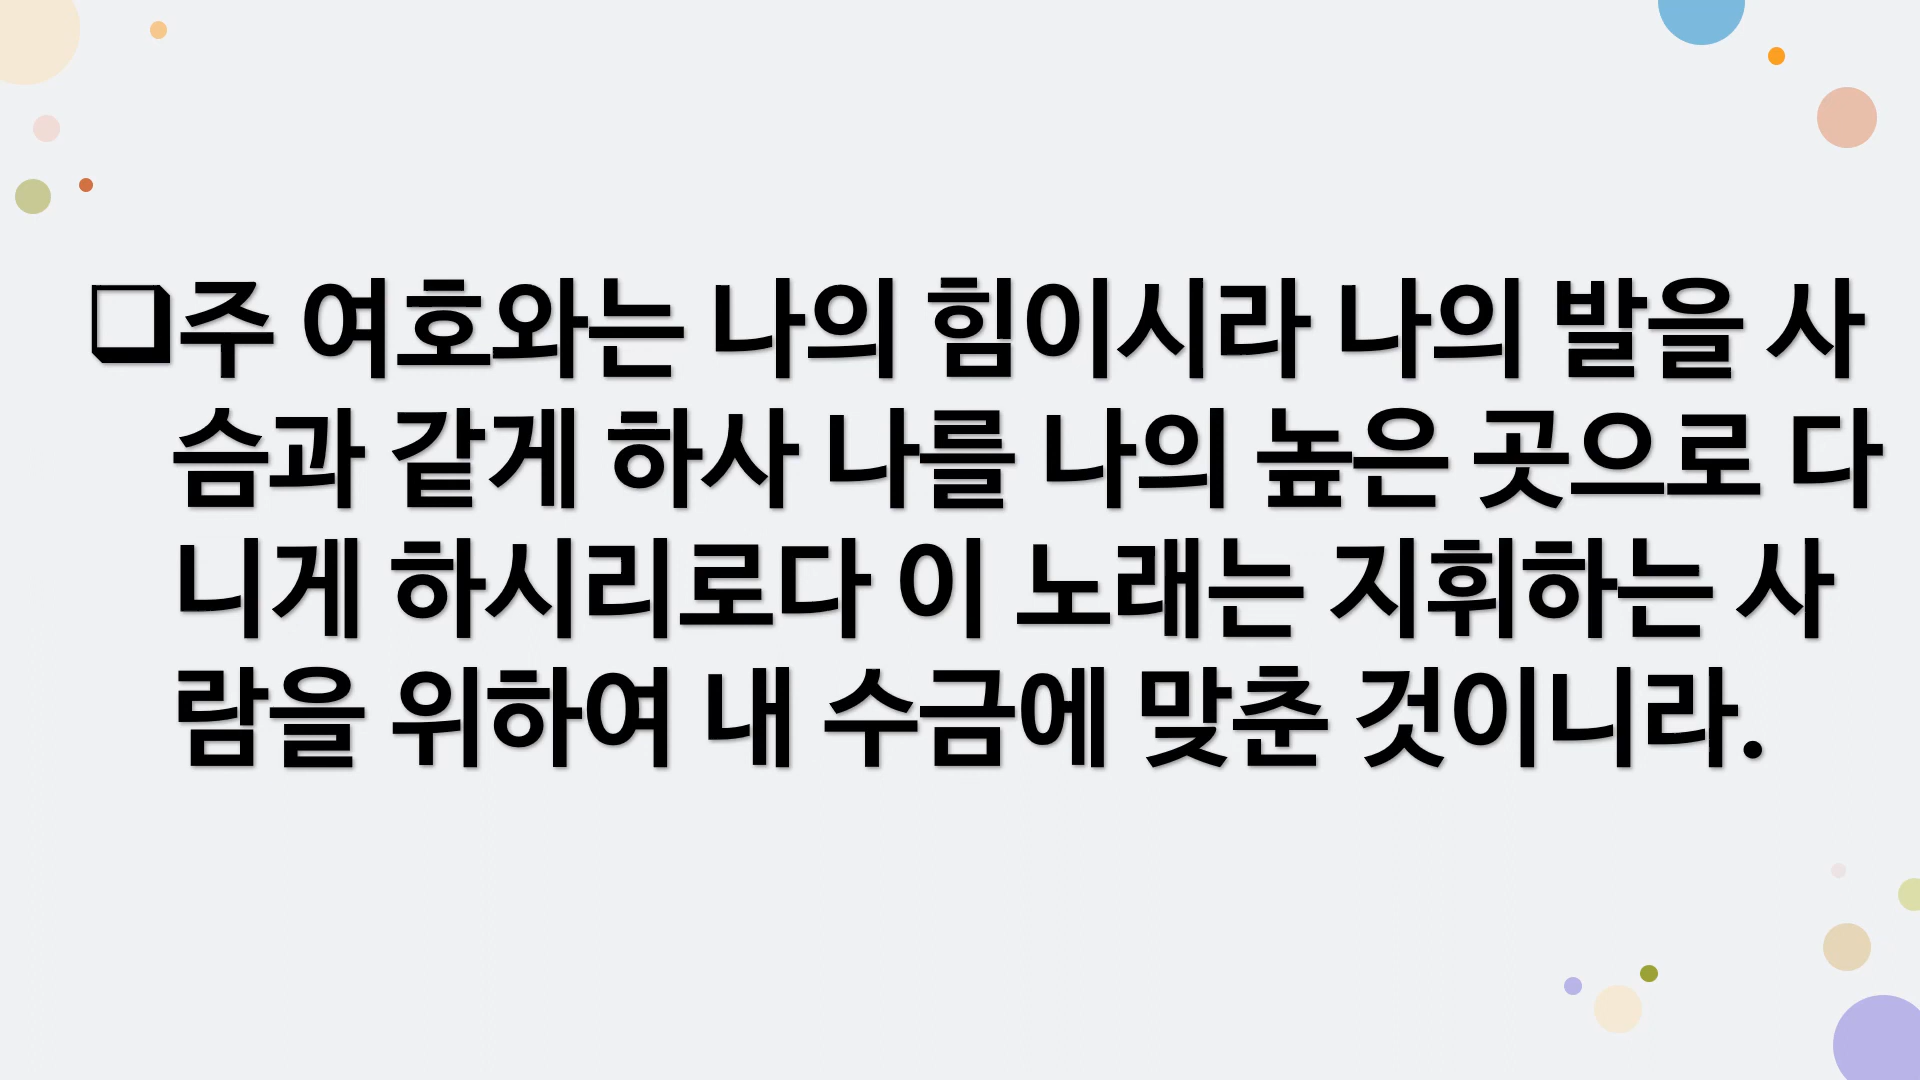 ❑주 여호와는 나의 힘이시라 나의 발을 사
슴과 같게 하사 나를 나의 높은 곳으로 다
니게 하시리로다 이 노래는 지휘하는 사
람을 위하여 내 수금에 맞춘 것이니라.